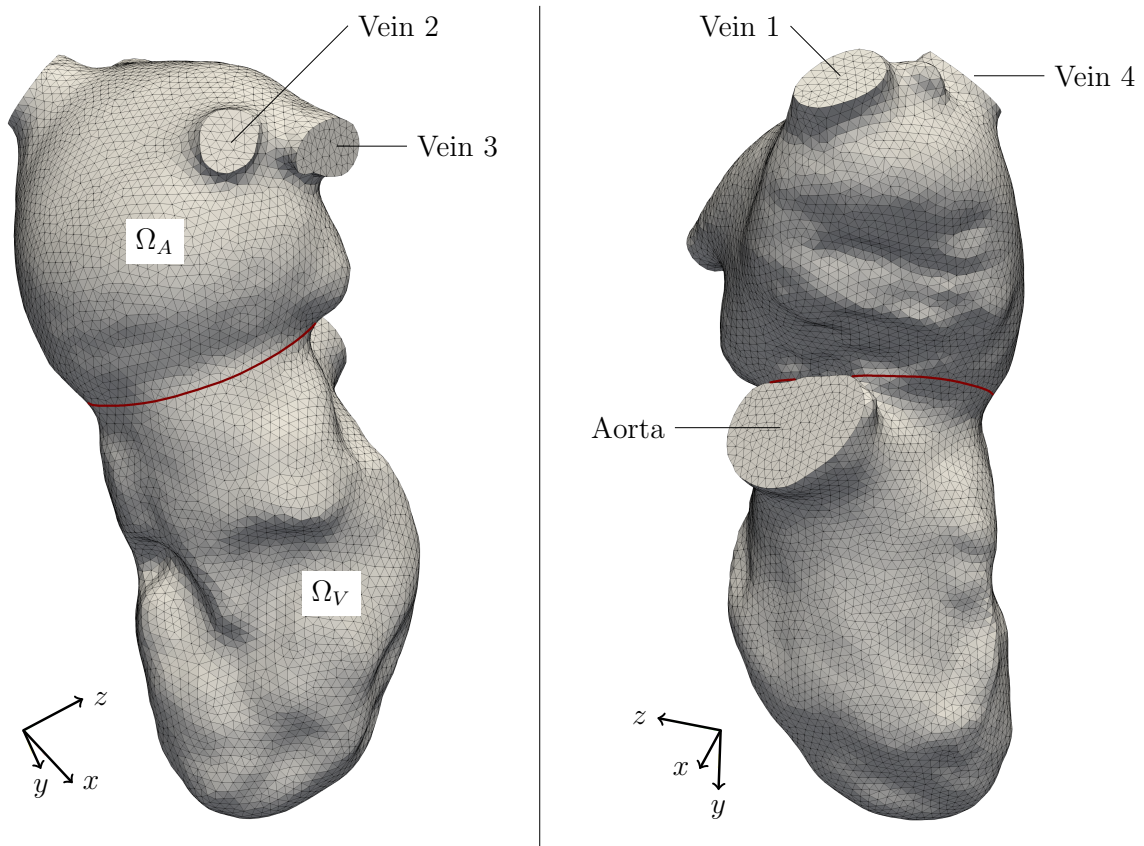 Vein 2
Vein 3
Ω_A
Ω_V
z
y
x
Vein 1
Vein 4
Aorta
z
x
y